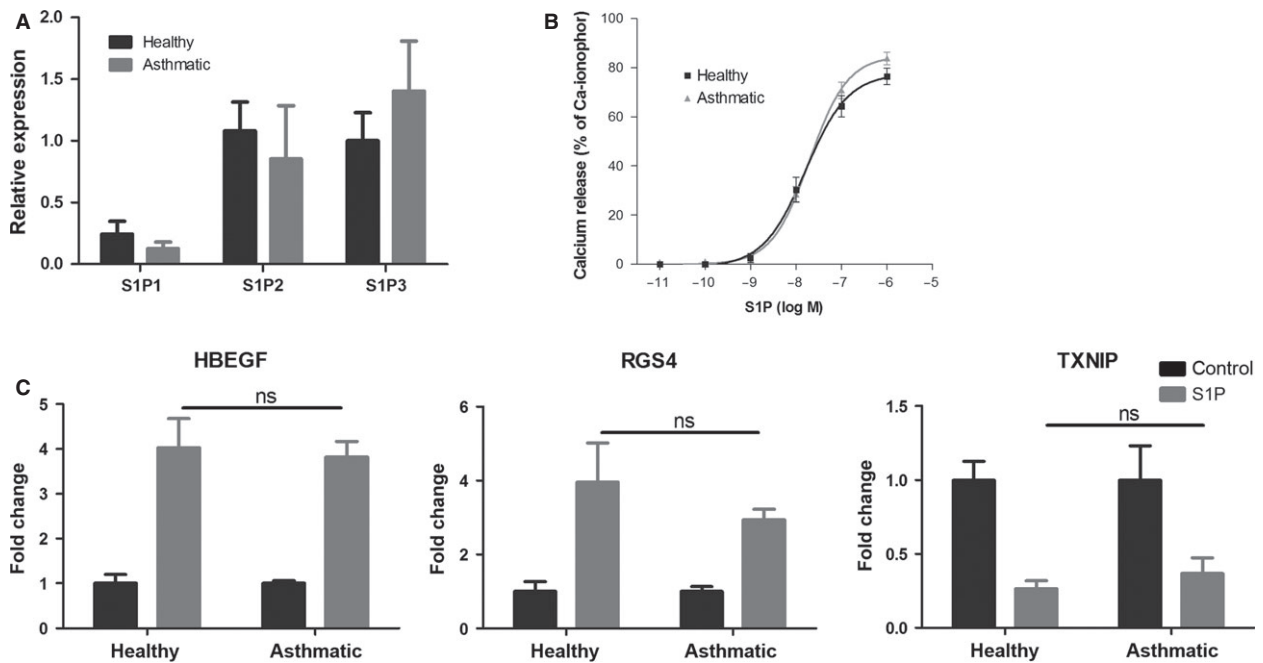 A
Relative expression
2.0
1.5
1.0
0.5
0.0
Healthy
Asthmatic
S1P1
S1P2
S1P3
B
Calcium release (% of Ca-ionophor)
100
80
60
40
20
0
Healthy
Asthmatic
–11
–10
–9
–8
–7
–6
–5
S1P (log M)
C
HBEGF
Fold change
5
4
3
2
1
0
ns
Healthy
Asthmatic
RGS4
Fold change
6
4
2
0
ns
Healthy
Asthmatic
TXNIP
Control
S1P
Fold change
1.5
1.0
0.5
0.0
ns
Healthy
Asthmatic